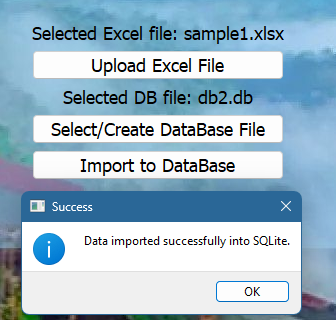 Selected Excel file: sample1.xlsx
Upload Excel File
Selected DB file: db2.db
Select/Create DataBase File
Import to DataBase
Success
Data imported successfully into SQLite.
OK